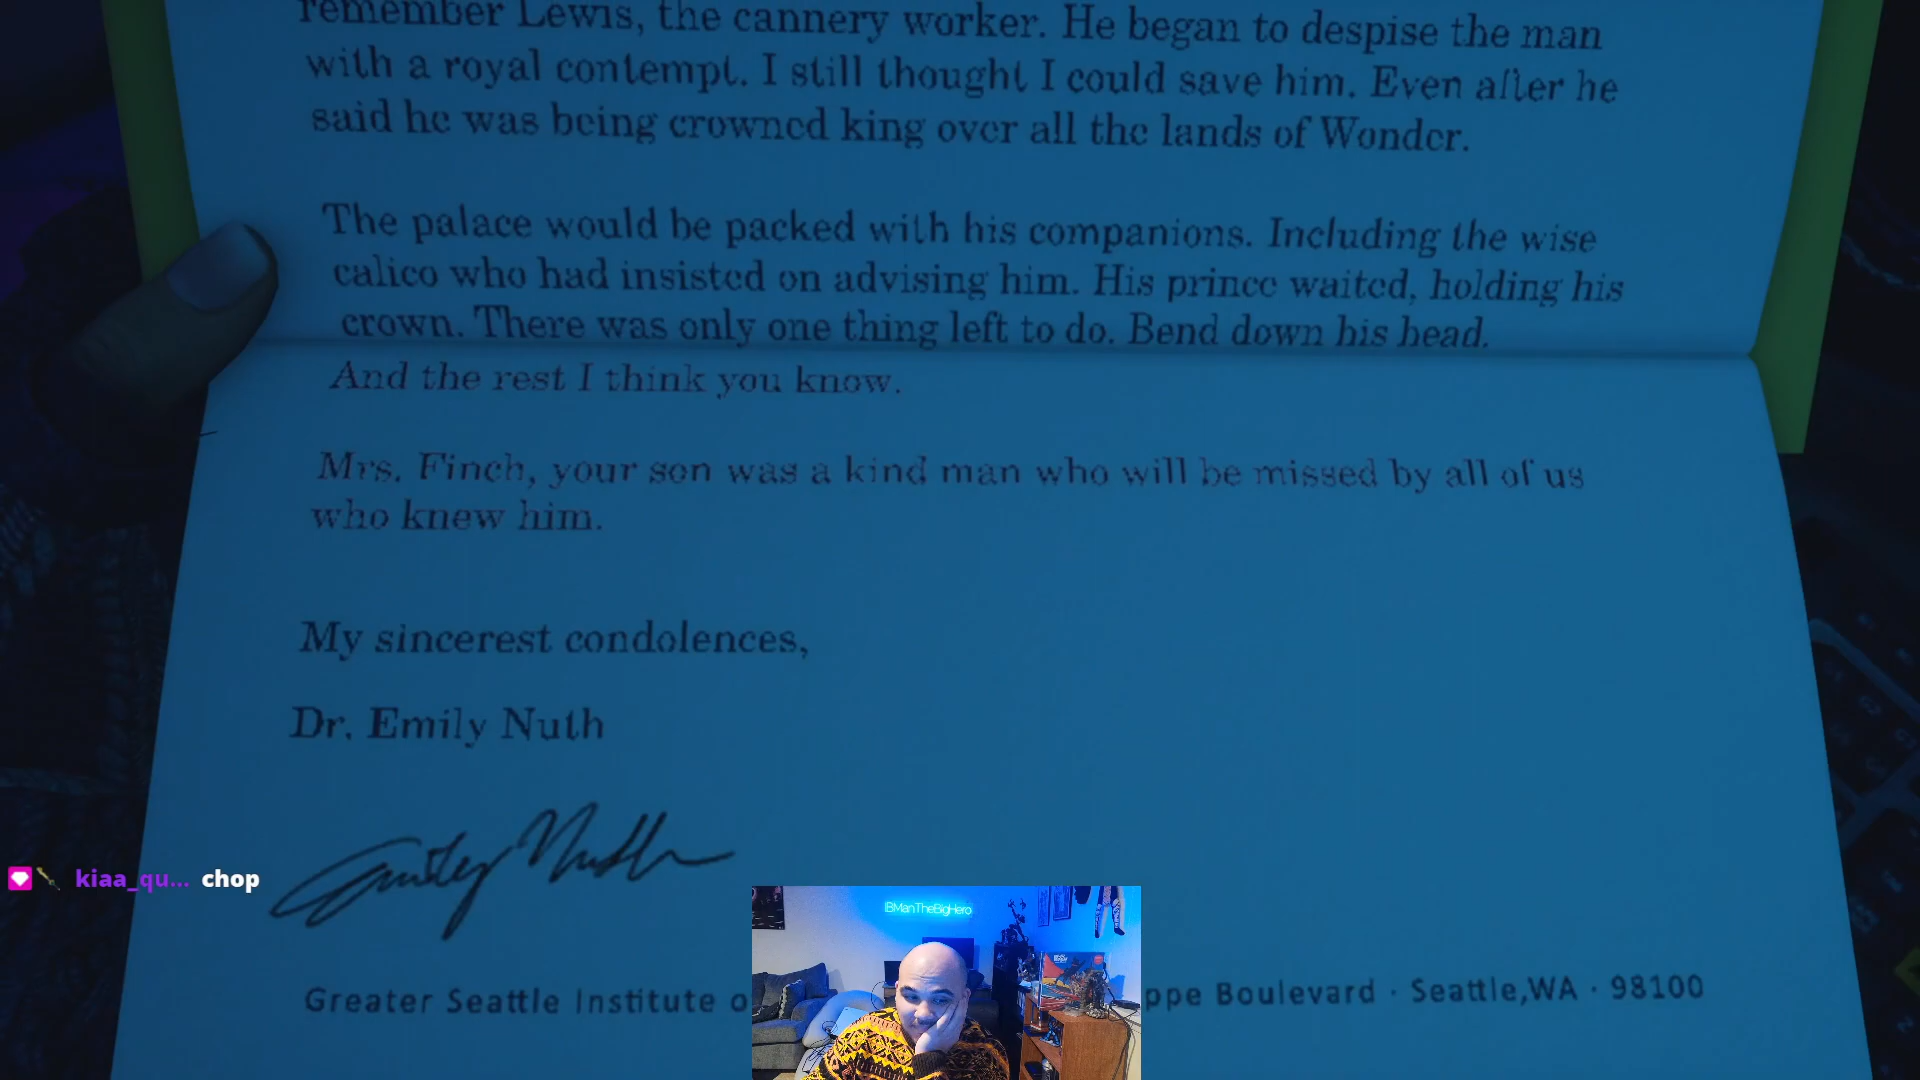 remember Lewis, the cannery worker. He began to despise the man
with a royal contempt. I still thought I could save him. Even after he
said he was being crowned king over all the lands of Wonder.
The palace would be packed with his companions. Including the wise
calico who had insisted on advising him. His prince waited, holding his
crown. There was only one thing left to do. Bend down his head.
And the rest I think you know.
Mrs. Finch, your son was a kind man who will be missed by all of us
who knew him.
My sincerest condolences,
Dr. Emily Nuth
Emily Nuth
kiaa_qu... chop
IBManTheBigHero
Greater Seattle Institute o
ppe Boulevard · Seattle,WA · 98100